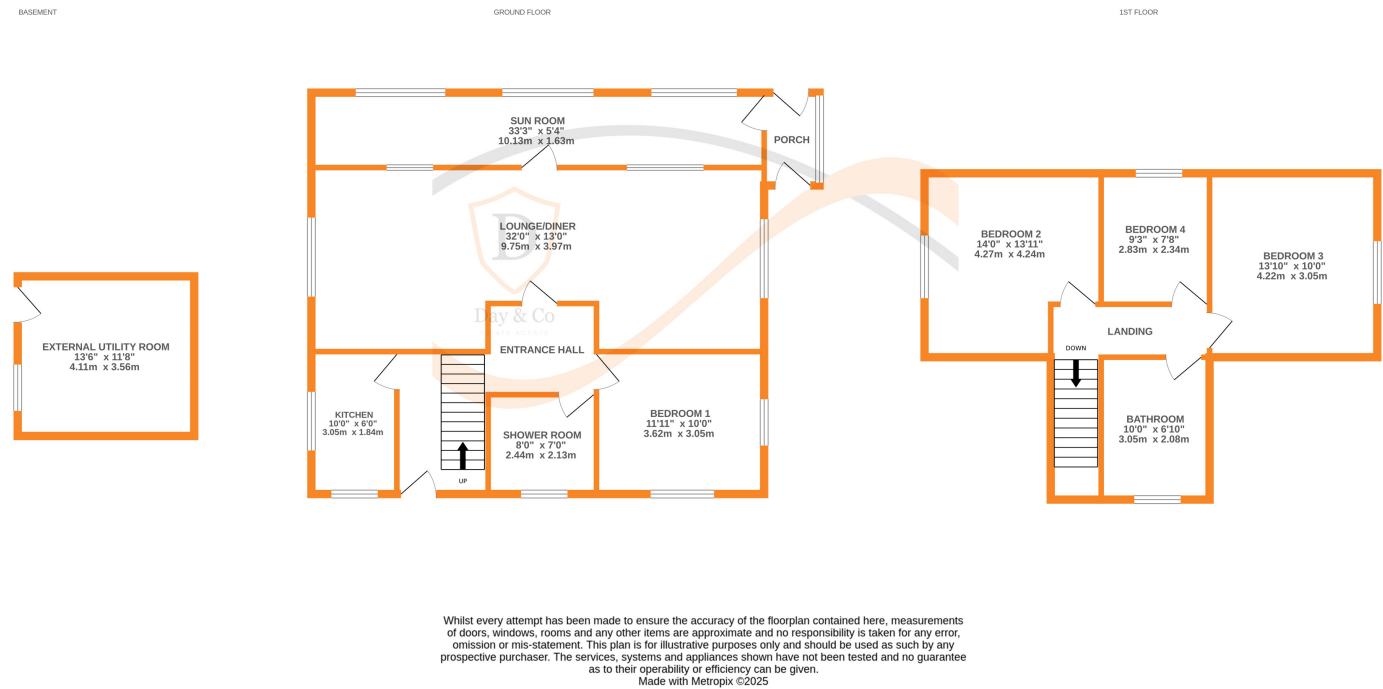 BASEMENT
GROUND FLOOR
1ST FLOOR
SUN ROOM
33'3" x 5'4"
10.13m x 1.63m
PORCH
LOUNGE/DINER
32'0" x 13'0"
9.75m x 3.97m
D
Day & Co
ENTRANCE HALL
KITCHEN
10'0" x 6'0"
3.05m x 1.84m
UP
SHOWER ROOM
8'0" x 7'0"
2.44m x 2.13m
BEDROOM 1
11'11" x 10'0"
3.62m x 3.05m
EXTERNAL UTILITY ROOM
13'6" x 11'8"
4.11m x 3.56m
BEDROOM 2
14'0" x 13'11"
4.27m x 4.24m
BEDROOM 4
9'3" x 7'8"
2.83m x 2.34m
BEDROOM 3
13'10" x 10'0"
4.22m x 3.05m
LANDING
DOWN
BATHROOM
10'0" x 6'10"
3.05m x 2.08m
Whilst every attempt has been made to ensure the accuracy of the floorplan contained here, measurements
of doors, windows, rooms and any other items are approximate and no responsibility is taken for any error,
omission or mis-statement. This plan is for illustrative purposes only and should be used as such by any
prospective purchaser. The services, systems and appliances shown have not been tested and no guarantee
as to their operability or efficiency can be given.
Made with Metropix ©2025